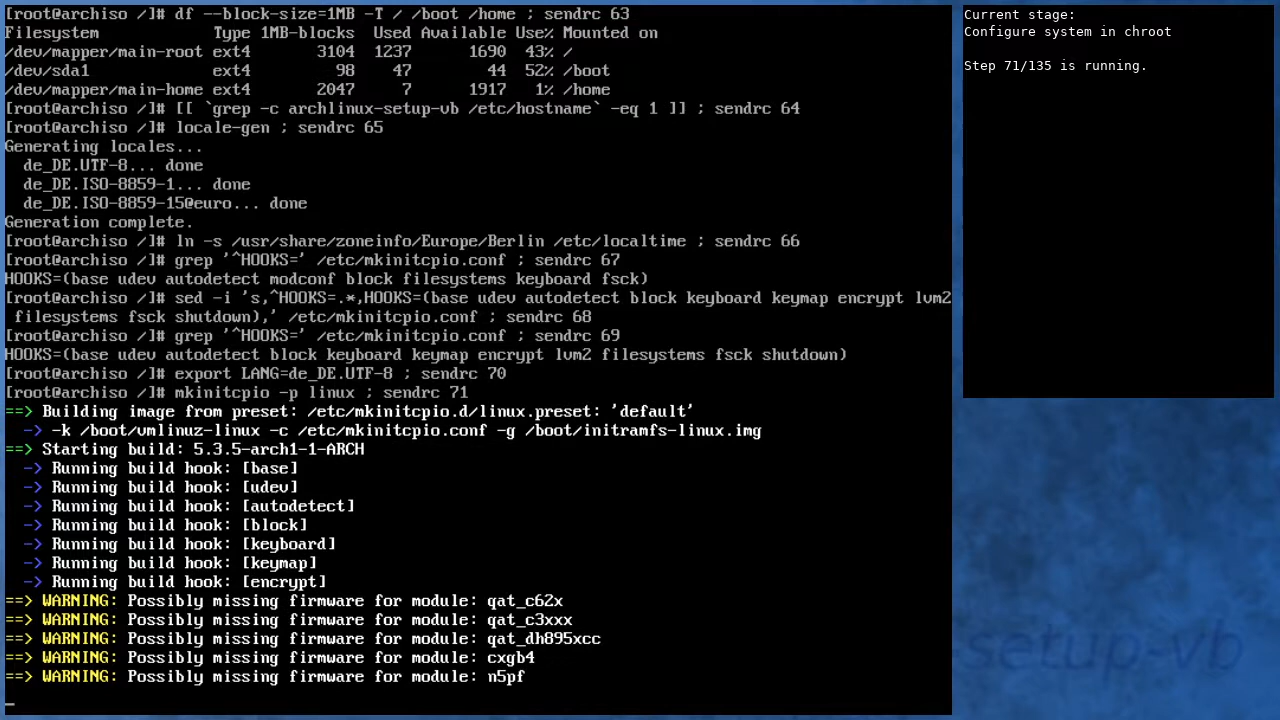 [root@archiso /]# df --block-size=1MB -T / /boot /home ; sendrc 63
Filesystem            Type 1MB-blocks  Used Available Use% Mounted on
/dev/mapper/main-root ext4       3104  1237      1690  43% /
/dev/sda1             ext4         98    47        44  52% /boot
/dev/mapper/main-home ext4       2047     7      1917   1% /home
[root@archiso /]# [[ `grep -c archlinux-setup-vb /etc/hostname` -eq 1 ]] ; sendrc 64
[root@archiso /]# locale-gen ; sendrc 65
Generating locales...
  de_DE.UTF-8... done
  de_DE.ISO-8859-1... done
  de_DE.ISO-8859-15@euro... done
Generation complete.
[root@archiso /]# ln -s /usr/share/zoneinfo/Europe/Berlin /etc/localtime ; sendrc 66
[root@archiso /]# grep '^HOOKS=' /etc/mkinitcpio.conf ; sendrc 67
HOOKS=(base udev autodetect modconf block filesystems keyboard fsck)
[root@archiso /]# sed -i 's,^HOOKS=.*,HOOKS=(base udev autodetect block keyboard keymap encrypt lvm2
 filesystems fsck shutdown),' /etc/mkinitcpio.conf ; sendrc 68
[root@archiso /]# grep '^HOOKS=' /etc/mkinitcpio.conf ; sendrc 69
HOOKS=(base udev autodetect block keyboard keymap encrypt lvm2 filesystems fsck shutdown)
[root@archiso /]# export LANG=de_DE.UTF-8 ; sendrc 70
[root@archiso /]# mkinitcpio -p linux ; sendrc 71
==> Building image from preset: /etc/mkinitcpio.d/linux.preset: 'default'
  -> -k /boot/vmlinuz-linux -c /etc/mkinitcpio.conf -g /boot/initramfs-linux.img
==> Starting build: 5.3.5-arch1-1-ARCH
  -> Running build hook: [base]
  -> Running build hook: [udev]
  -> Running build hook: [autodetect]
  -> Running build hook: [block]
  -> Running build hook: [keyboard]
  -> Running build hook: [keymap]
  -> Running build hook: [encrypt]
==> WARNING: Possibly missing firmware for module: qat_c62x
==> WARNING: Possibly missing firmware for module: qat_c3xxx
==> WARNING: Possibly missing firmware for module: qat_dh895xcc
==> WARNING: Possibly missing firmware for module: cxgb4
==> WARNING: Possibly missing firmware for module: n5pf
Current stage:
Configure system in chroot
Step 71/135 is running.
setup-vb